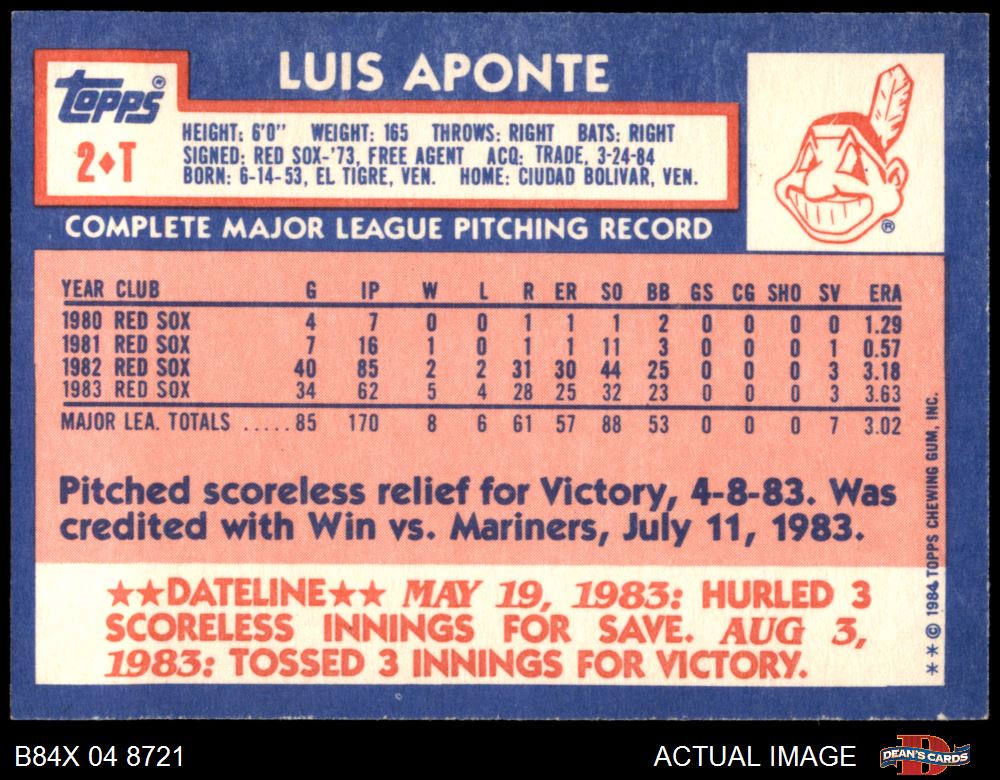 LUIS APONTE
Topps®
2♦T
HEIGHT: 6'0" WEIGHT: 165 THROWS: RIGHT BATS: RIGHT
SIGNED: RED SOX-'73, FREE AGENT ACQ: TRADE, 3-24-84
BORN: 6-14-53, EL TIGRE, VEN. HOME: CIUDAD BOLIVAR, VEN.
®
COMPLETE MAJOR LEAGUE PITCHING RECORD
YEAR CLUB G IP W L R ER SO BB GS CG SHO SV ERA
1980 RED SOX 4 7 0 0 1 1 1 2 0 0 0 0 1.29
1981 RED SOX 7 16 1 0 1 1 11 3 0 0 0 1 0.57
1982 RED SOX 40 85 2 2 31 30 44 25 0 0 0 3 3.18
1983 RED SOX 34 62 5 4 28 25 32 23 0 0 0 3 3.63
MAJOR LEA. TOTALS .....85 170 8 6 61 57 88 53 0 0 0 7 3.02
Pitched scoreless relief for Victory, 4-8-83. Was
credited with Win vs. Mariners, July 11, 1983.
★★DATELINE★★ MAY 19, 1983: HURLED 3
SCORELESS INNINGS FOR SAVE. AUG 3,
1983: TOSSED 3 INNINGS FOR VICTORY.
**© 1984 TOPPS CHEWING GUM, INC.
B84X 04 8721
ACTUAL IMAGE
D
DEAN'S CARDS